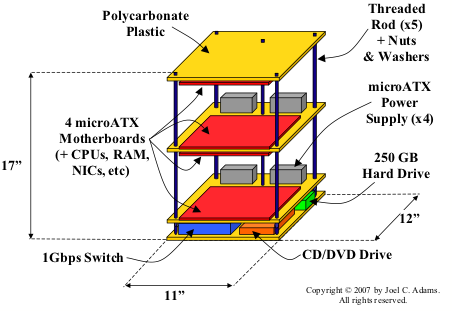 Polycarbonate
Plastic
Threaded
Rod (x5)
+ Nuts
& Washers
4 microATX
Motherboards
(+ CPUs, RAM,
NICs, etc)
microATX
Power
Supply (x4)
250 GB
Hard Drive
17”
12”
1Gbps Switch
CD/DVD Drive
11”
Copyright © 2007 by Joel C. Adams.
All rights reserved.